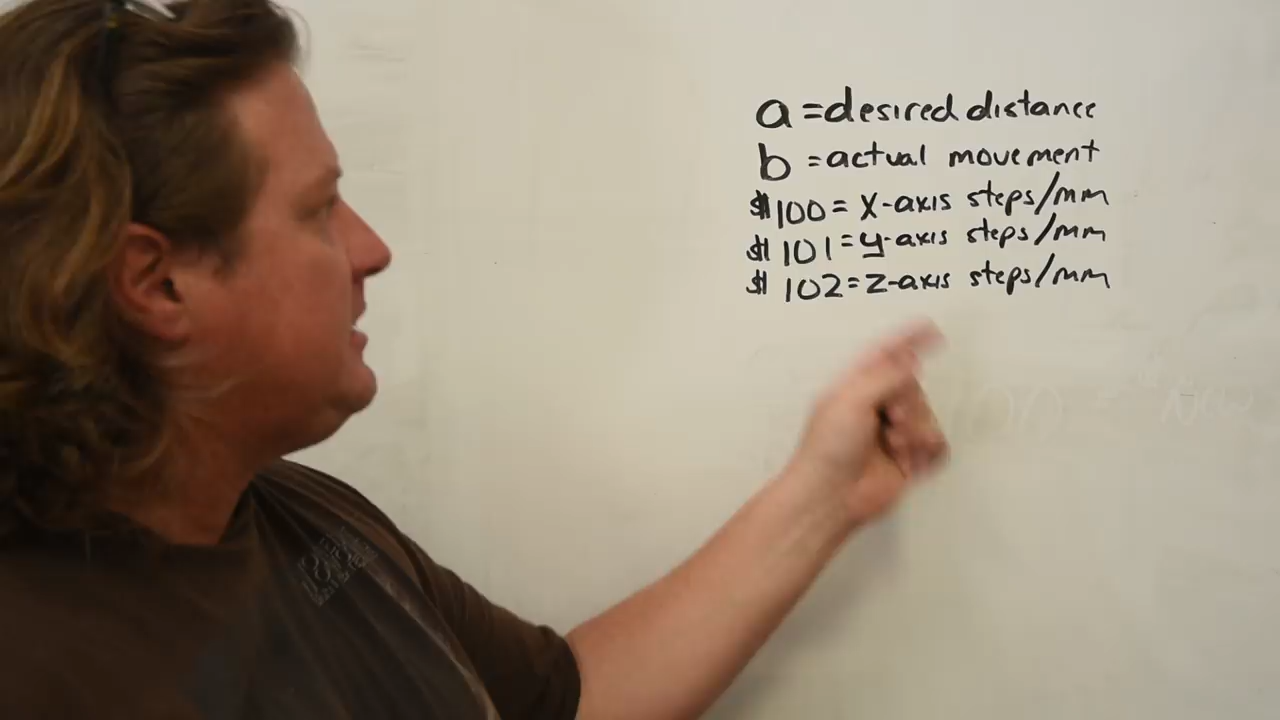 a = desired distance
b = actual movement
$100 = X-axis steps/mm
$101 = y-axis steps/mm
$102 = z-axis steps/mm